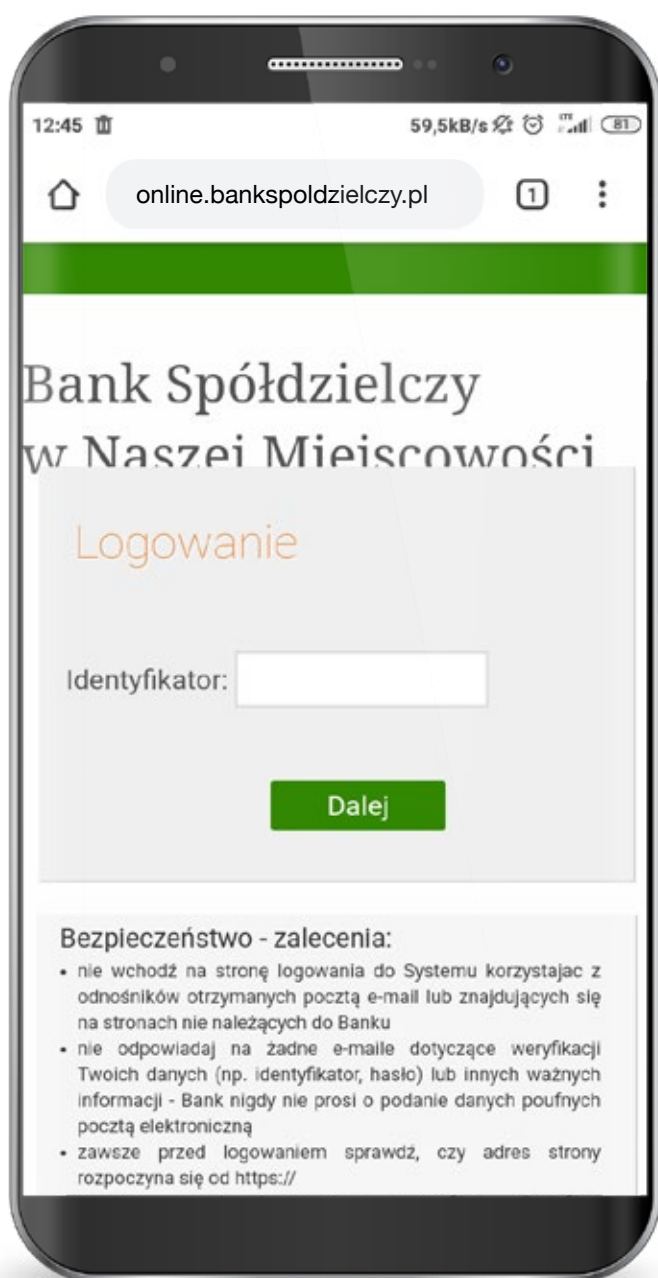 12:45 59,5kB/s LTE 81
online.bankspoldzielczy.pl 1
Bank Spółdzielczy
w Naszej Miejscowości
Logowanie
Identyfikator:
Dalej
Bezpieczeństwo - zalecenia:
• nie wchodź na stronę logowania do Systemu korzystajac z
odnośników otrzymanych pocztą e-mail lub znajdujących się
na stronach nie należących do Banku
• nie odpowiadaj na żadne e-maile dotyczące weryfikacji
Twoich danych (np. identyfikator, hasło) lub innych ważnych
informacji - Bank nigdy nie prosi o podanie danych poufnych
pocztą elektroniczną
• zawsze przed logowaniem sprawdź, czy adres strony
rozpoczyna się od https://